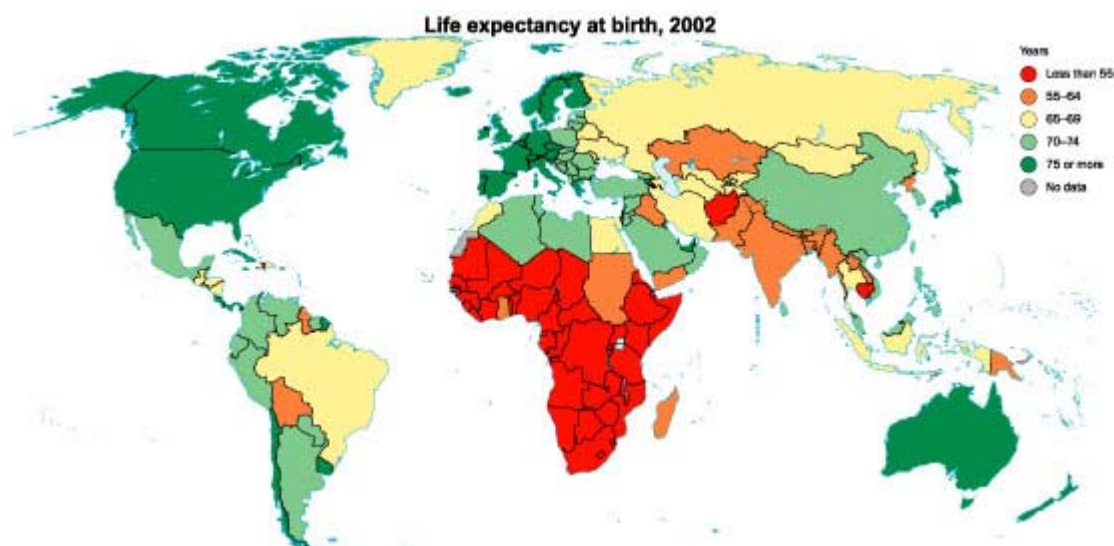 Life expectancy at birth, 2002
Years
Less than 55
55–64
65–69
70–74
75 or more
No data